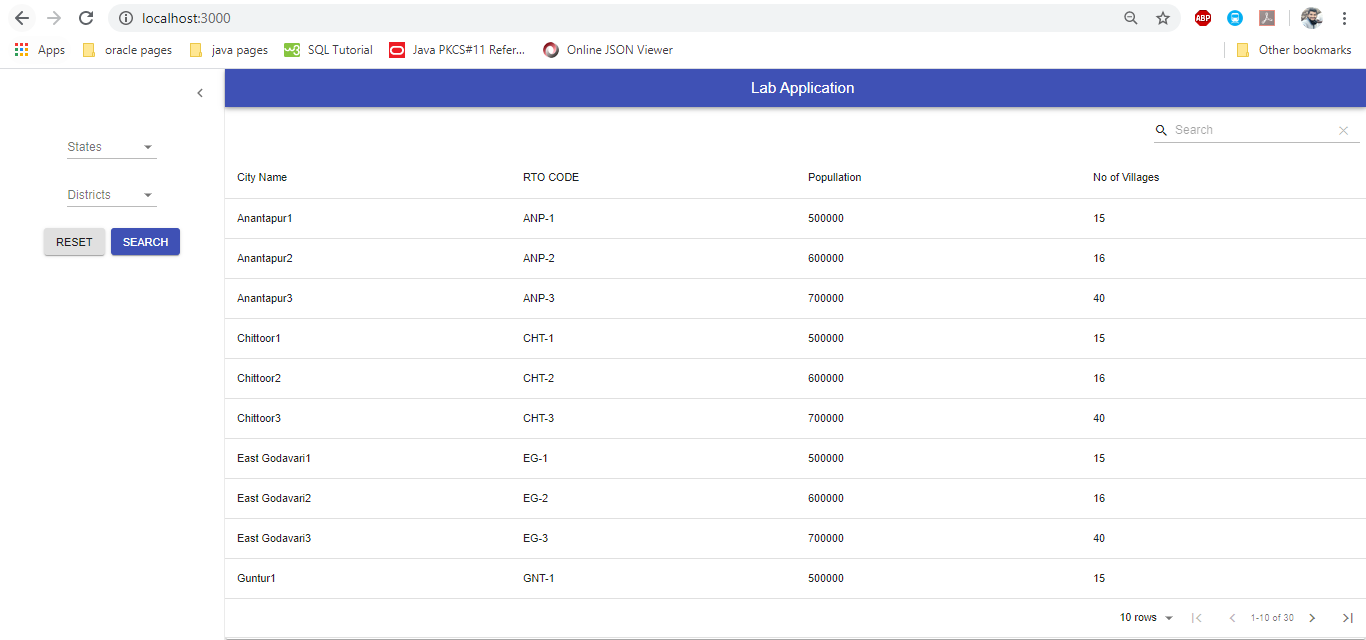 localhost:3000
ABP
Apps oracle pages java pages w3 SQL Tutorial Java PKCS#11 Refer... Online JSON Viewer Other bookmarks
Lab Application
States
Districts
RESET SEARCH
Search
City Name RTO CODE Popullation No of Villages
Anantapur1 ANP-1 500000 15
Anantapur2 ANP-2 600000 16
Anantapur3 ANP-3 700000 40
Chittoor1 CHT-1 500000 15
Chittoor2 CHT-2 600000 16
Chittoor3 CHT-3 700000 40
East Godavari1 EG-1 500000 15
East Godavari2 EG-2 600000 16
East Godavari3 EG-3 700000 40
Guntur1 GNT-1 500000 15
10 rows 1-10 of 30